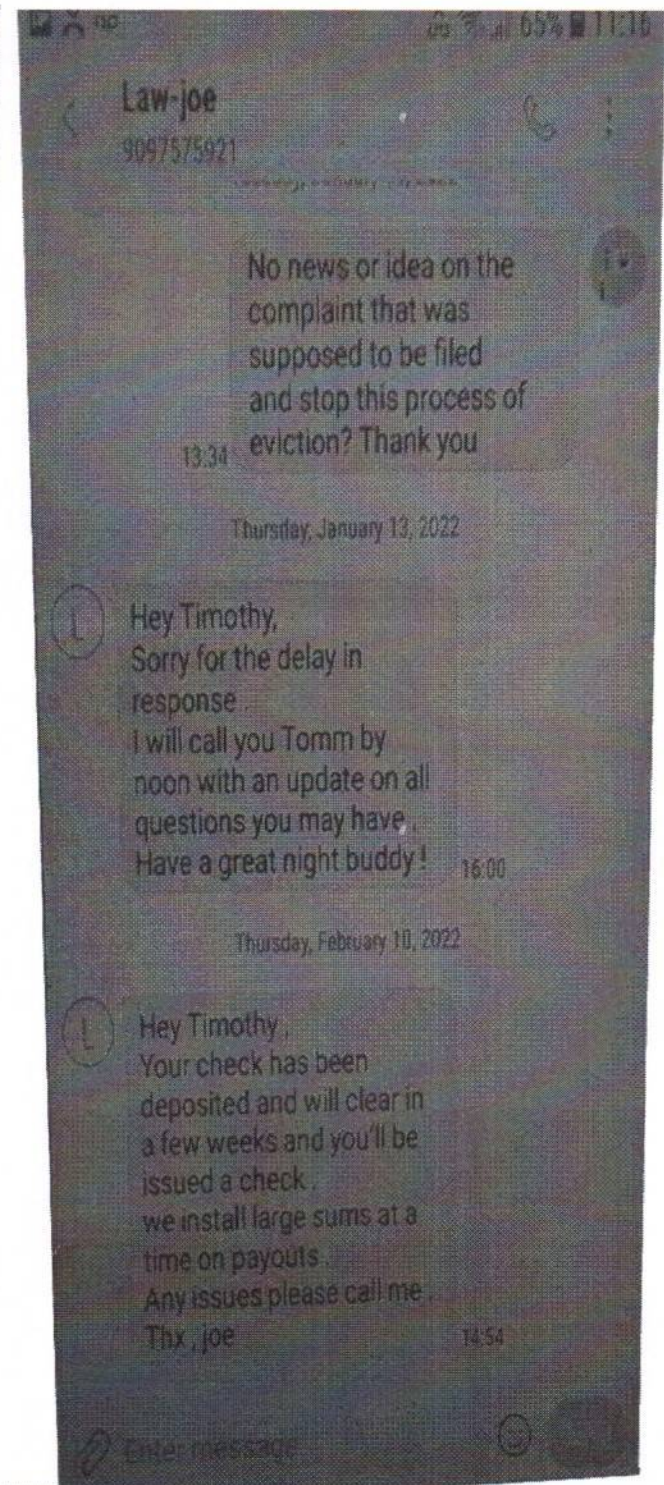 65% 11:16
Law-joe
9097575921
No news or idea on the
complaint that was
supposed to be filed
and stop this process of
eviction? Thank you
13:34
Thursday, January 13, 2022
L
Hey Timothy,
Sorry for the delay in
response .
I will call you Tomm by
noon with an update on all
questions you may have .
Have a great night buddy !
16:00
Thursday, February 10, 2022
L
Hey Timothy ,
Your check has been
deposited and will clear in
a few weeks and you'll be
issued a check .
we install large sums at a
time on payouts .
Any issues please call me .
Thx , joe
14:54
Enter message